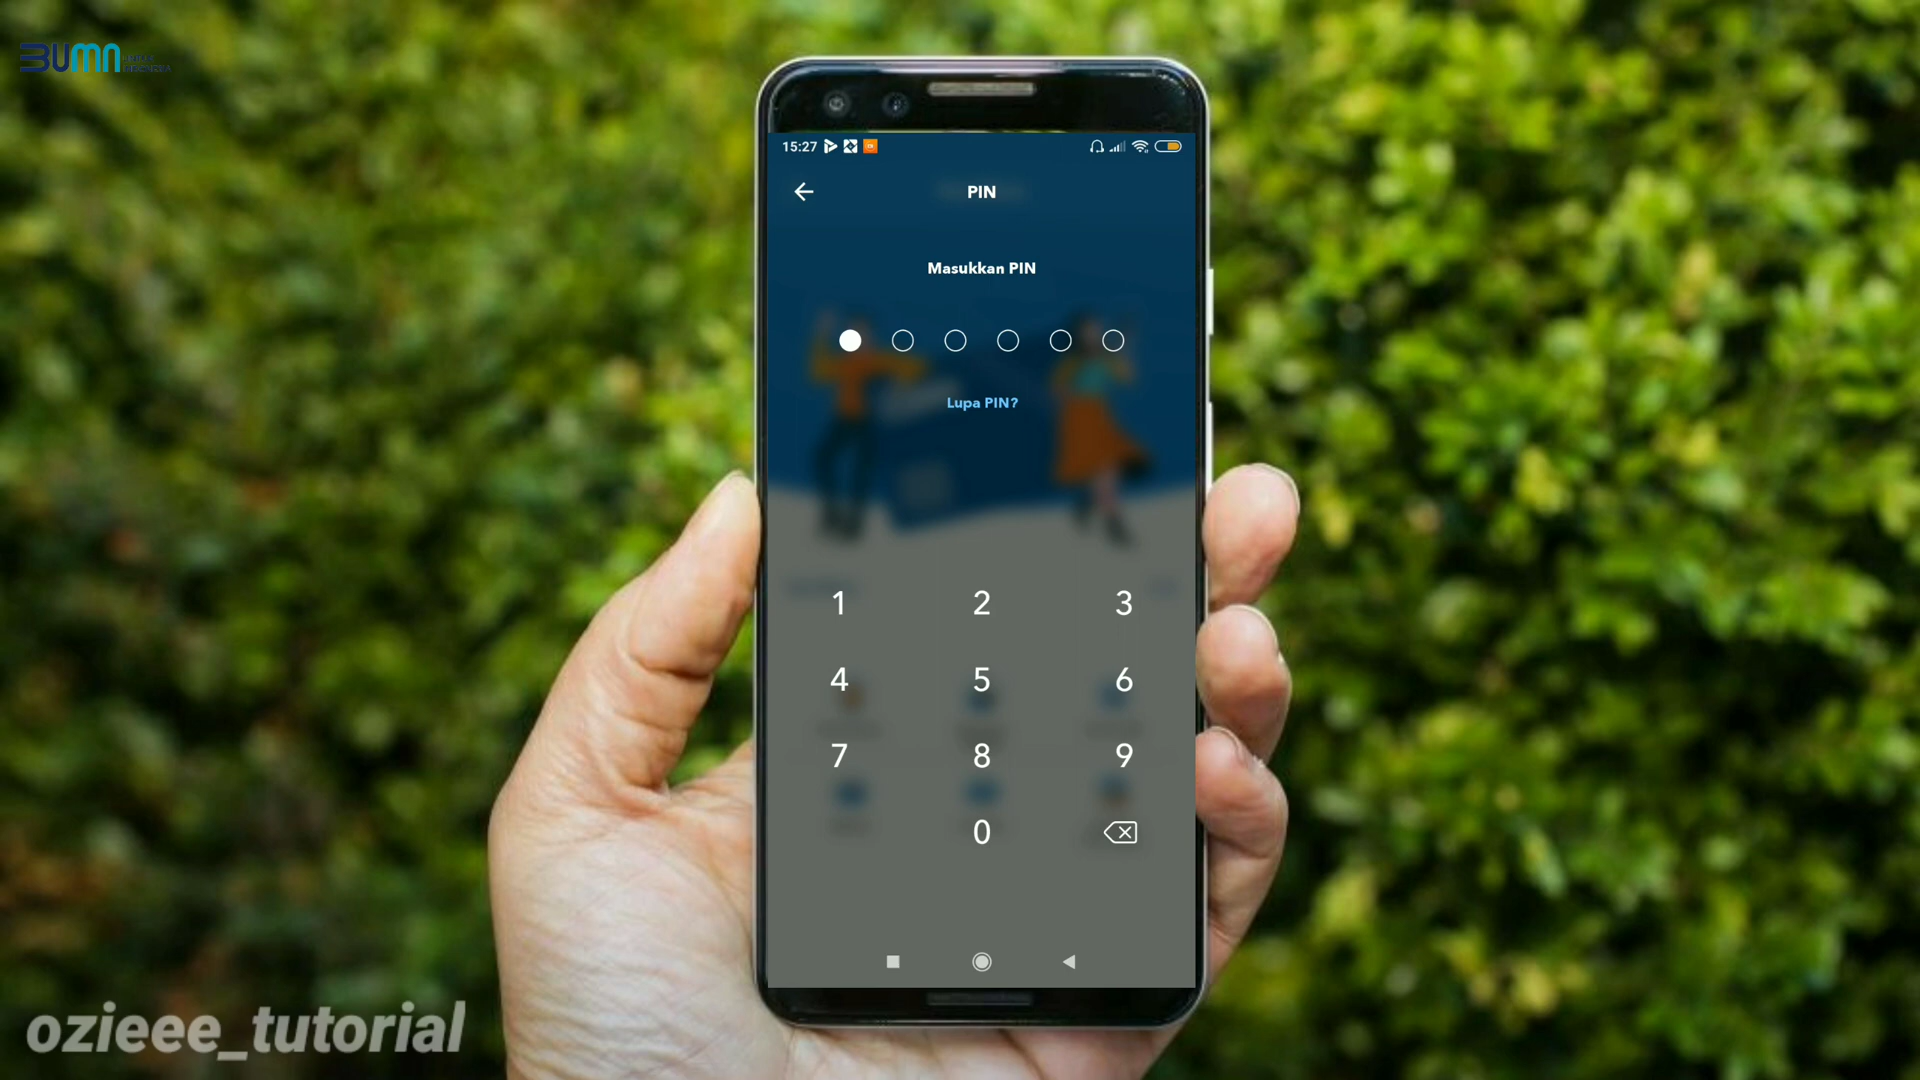 BUMN
15:27
PIN
Masukkan PIN
Lupa PIN?
1 2 3
4 5 6
7 8 9
0
ozieee_tutorial